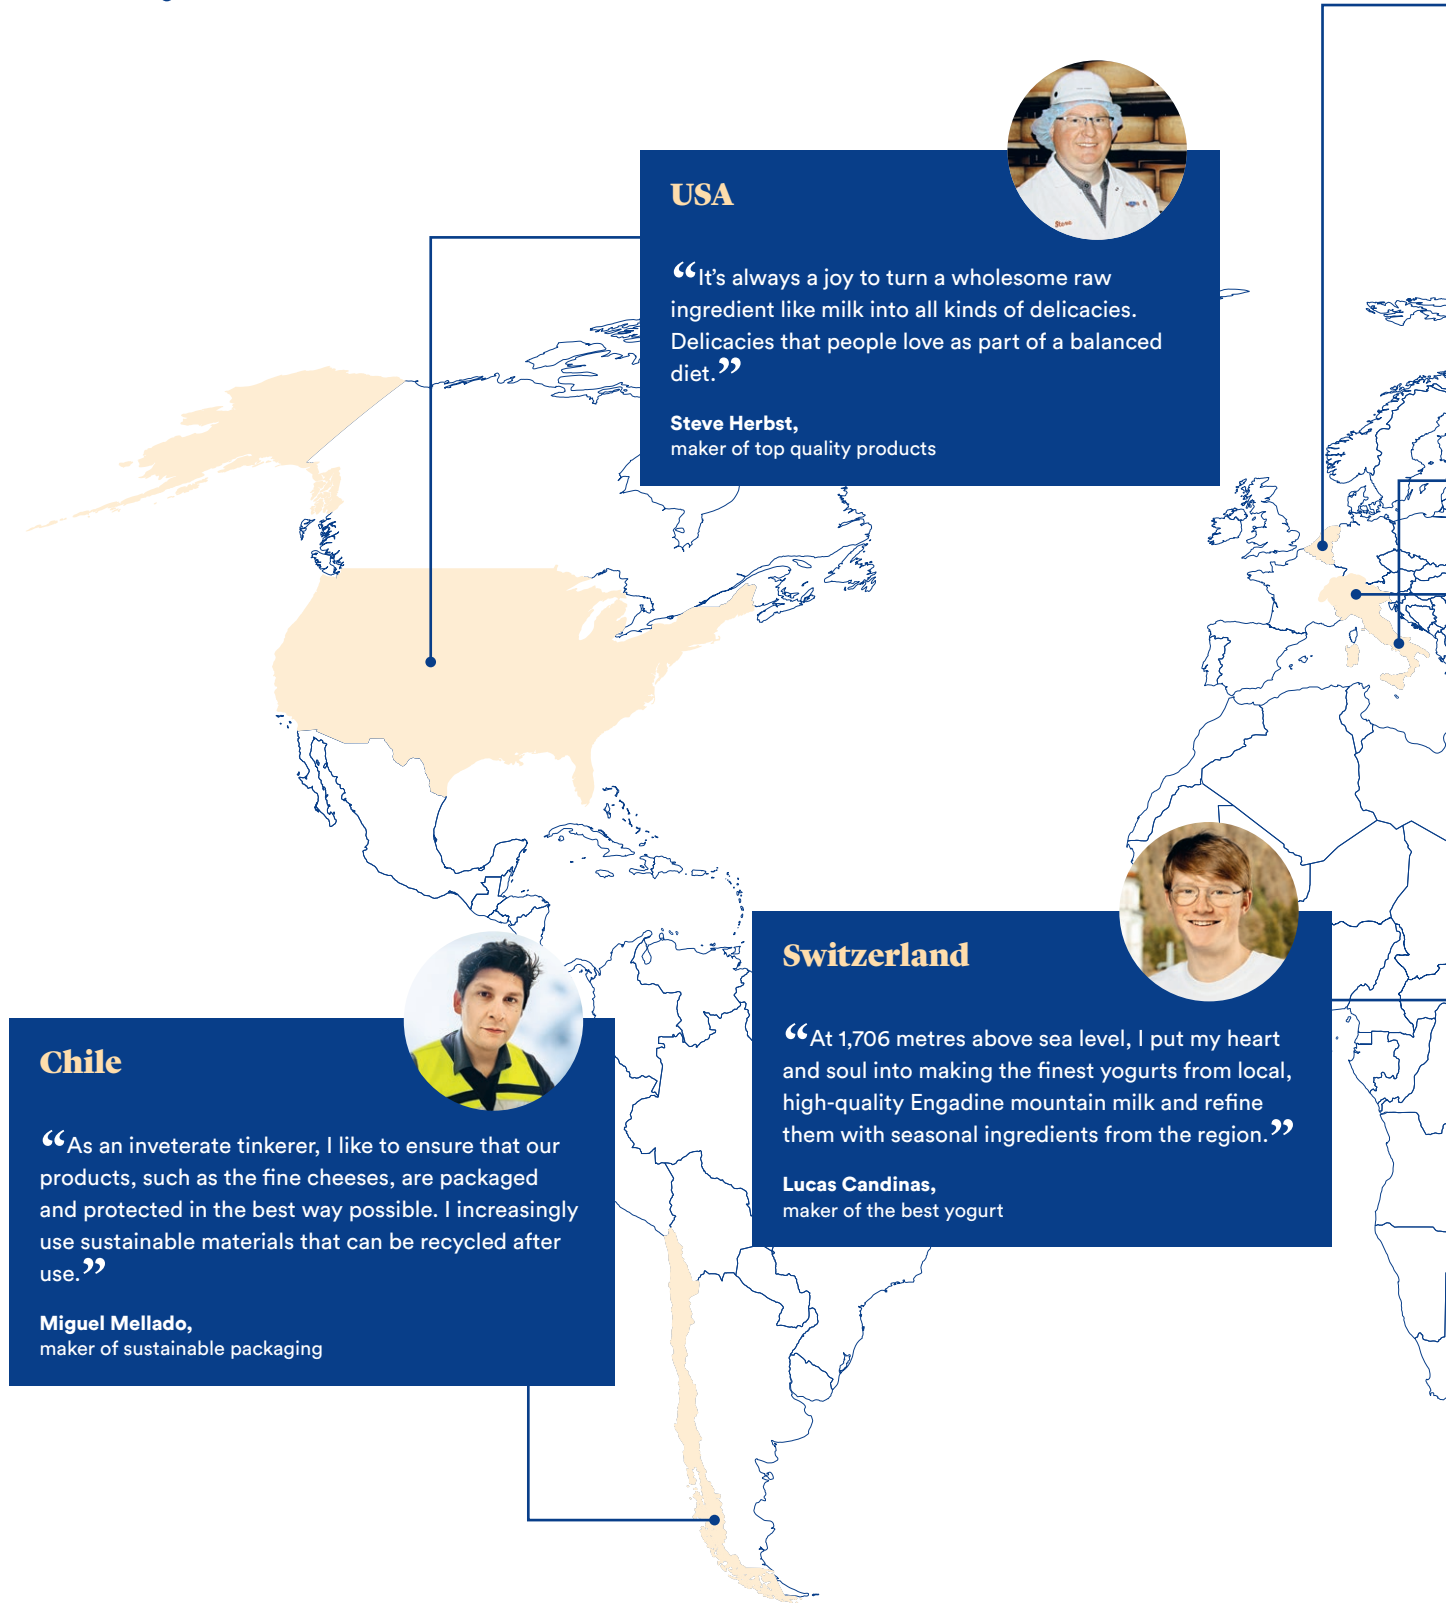 USA
“It’s always a joy to turn a wholesome raw
ingredient like milk into all kinds of delicacies.
Delicacies that people love as part of a balanced
diet.”
Steve Herbst,
maker of top quality products
Switzerland
“At 1,706 metres above sea level, I put my heart
and soul into making the finest yogurts from local,
high-quality Engadine mountain milk and refine
them with seasonal ingredients from the region.”
Lucas Candinas,
maker of the best yogurt
Chile
“As an inveterate tinkerer, I like to ensure that our
products, such as the fine cheeses, are packaged
and protected in the best way possible. I increasingly
use sustainable materials that can be recycled after
use.”
Miguel Mellado,
maker of sustainable packaging